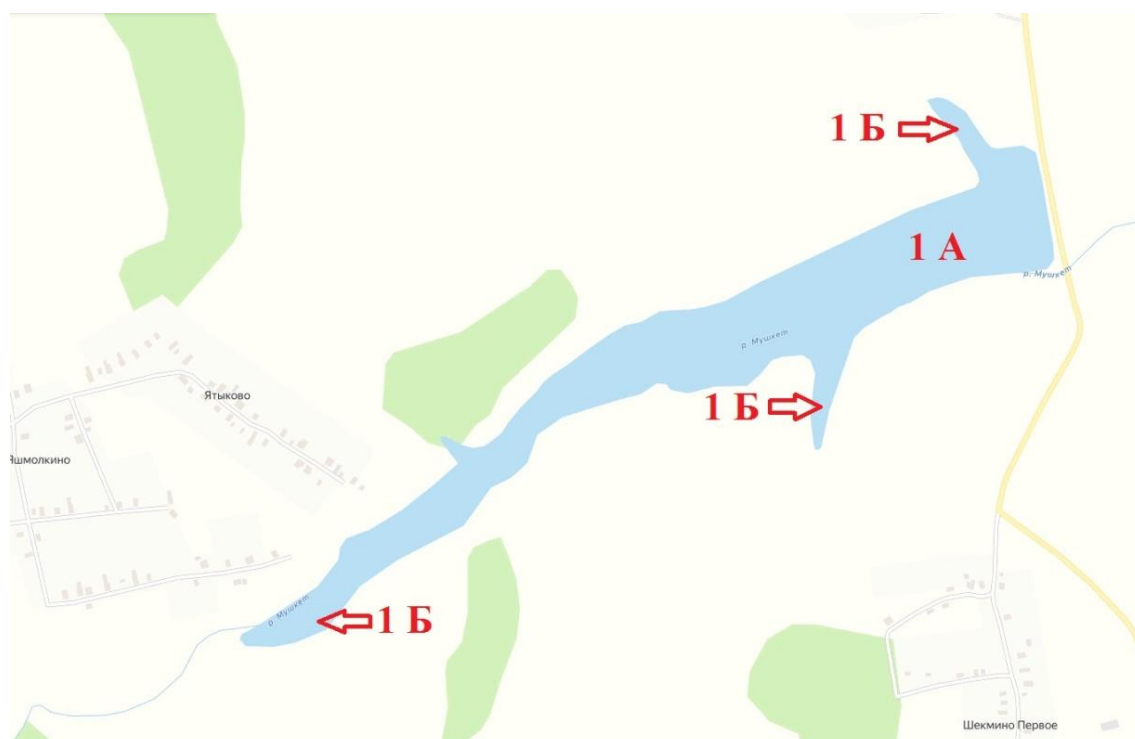 1 Б
1 А
р. Мушкет
р. Мушкет
Ятыково
1 Б
Яшмолкино
р. Мушкет
1 Б
Шекмино Первое